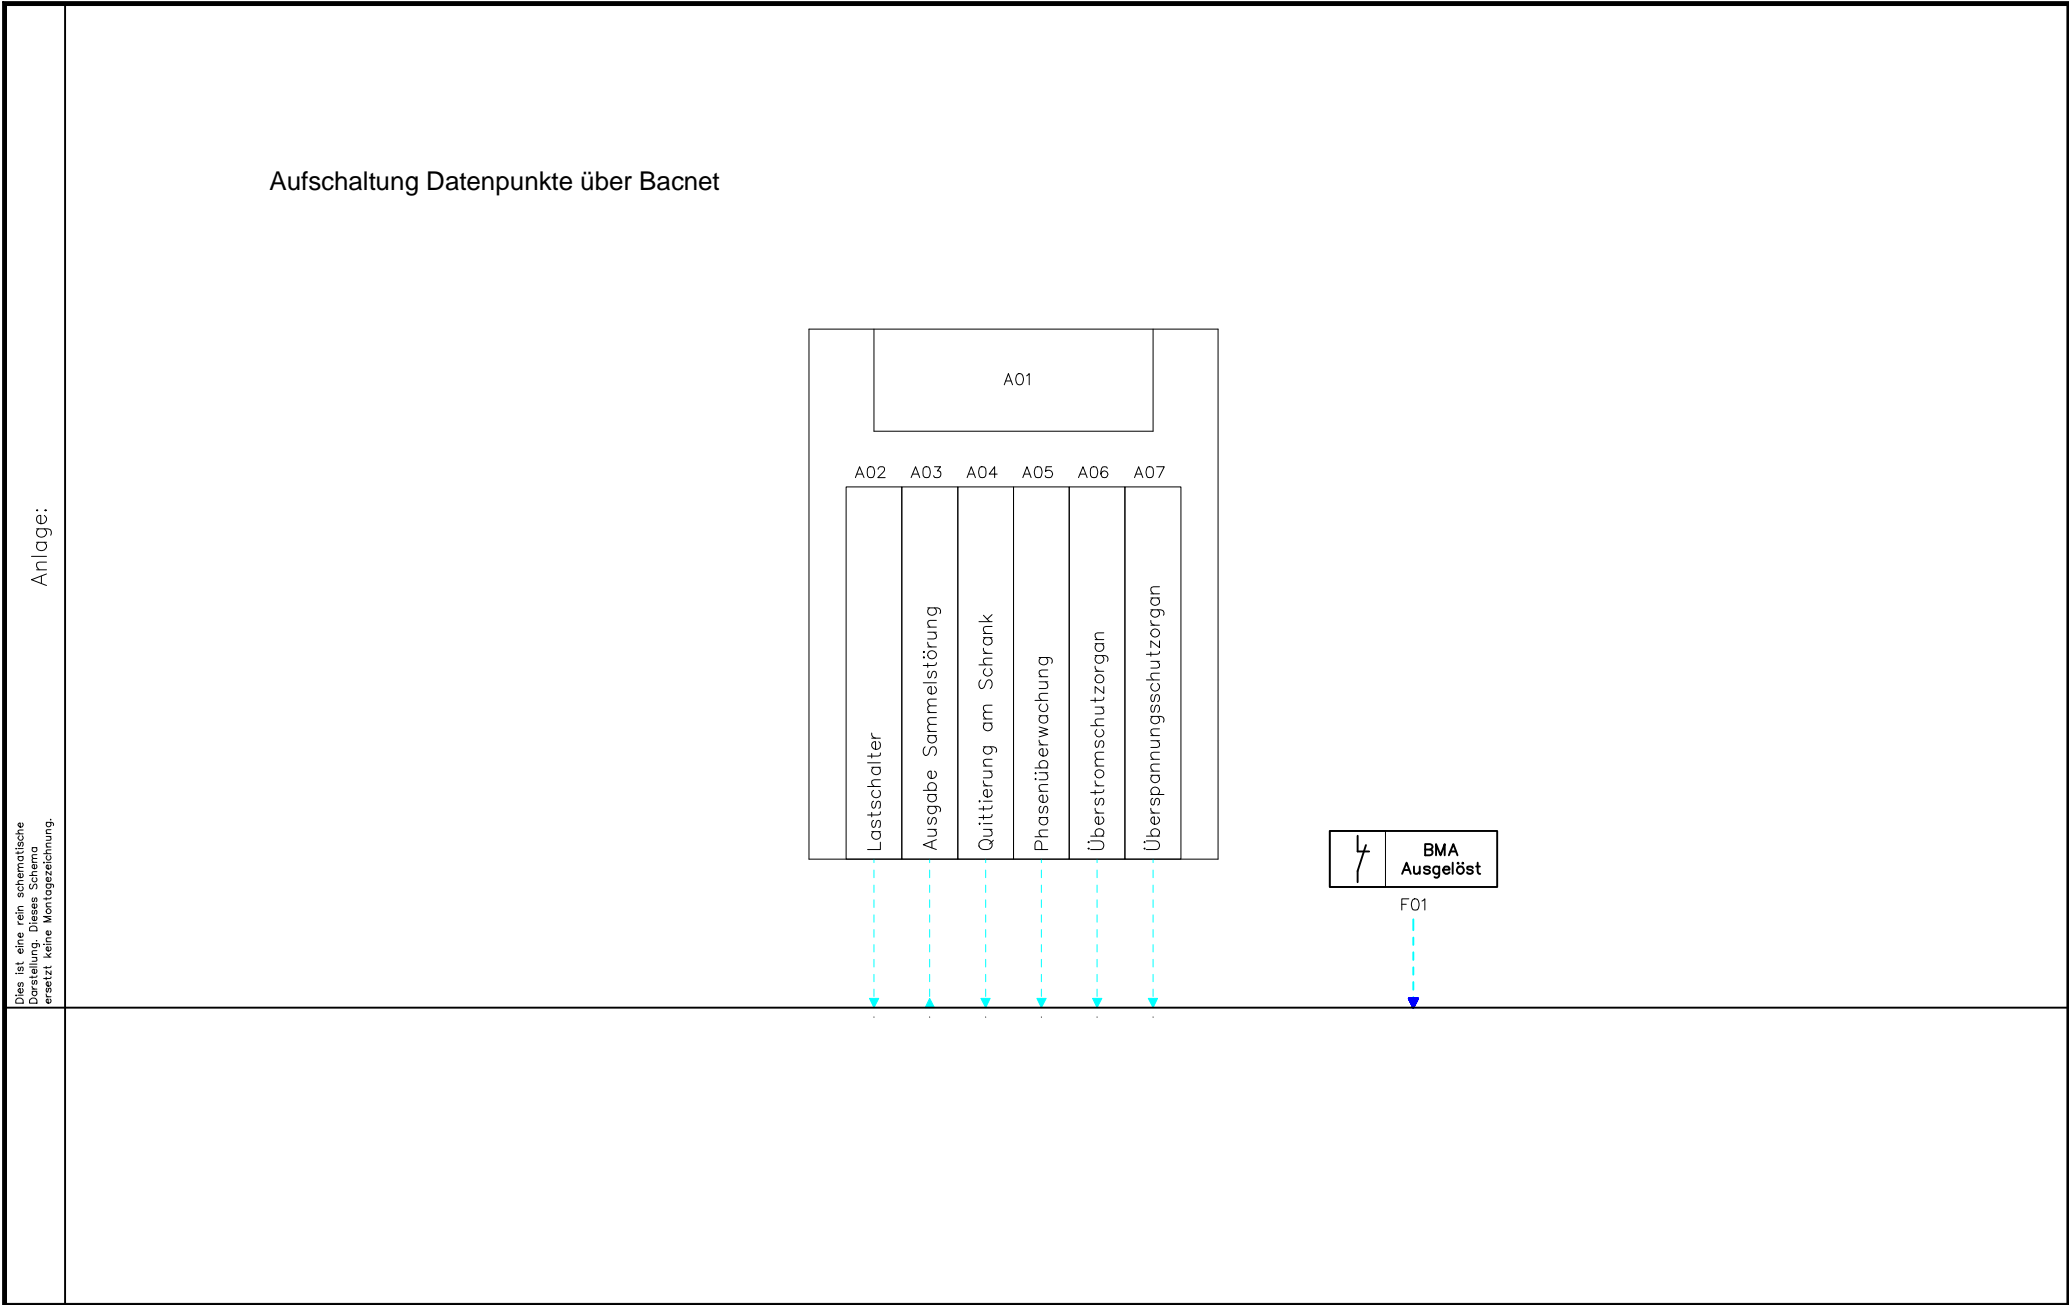 Aufschaltung Datenpunkte über Bacnet
A01
A02 A03 A04 A05 A06 A07
Lastschalter
Ausgabe Sammelstörung
Quittierung am Schrank
Phasenüberwachung
Überstromschutzorgan
Überspannungsschutzorgan
BMA
Ausgelöst
F01
Anlage:
Dies ist eine rein schematische
Darstellung. Dieses Schema
ersetzt keine Montagezeichnung.